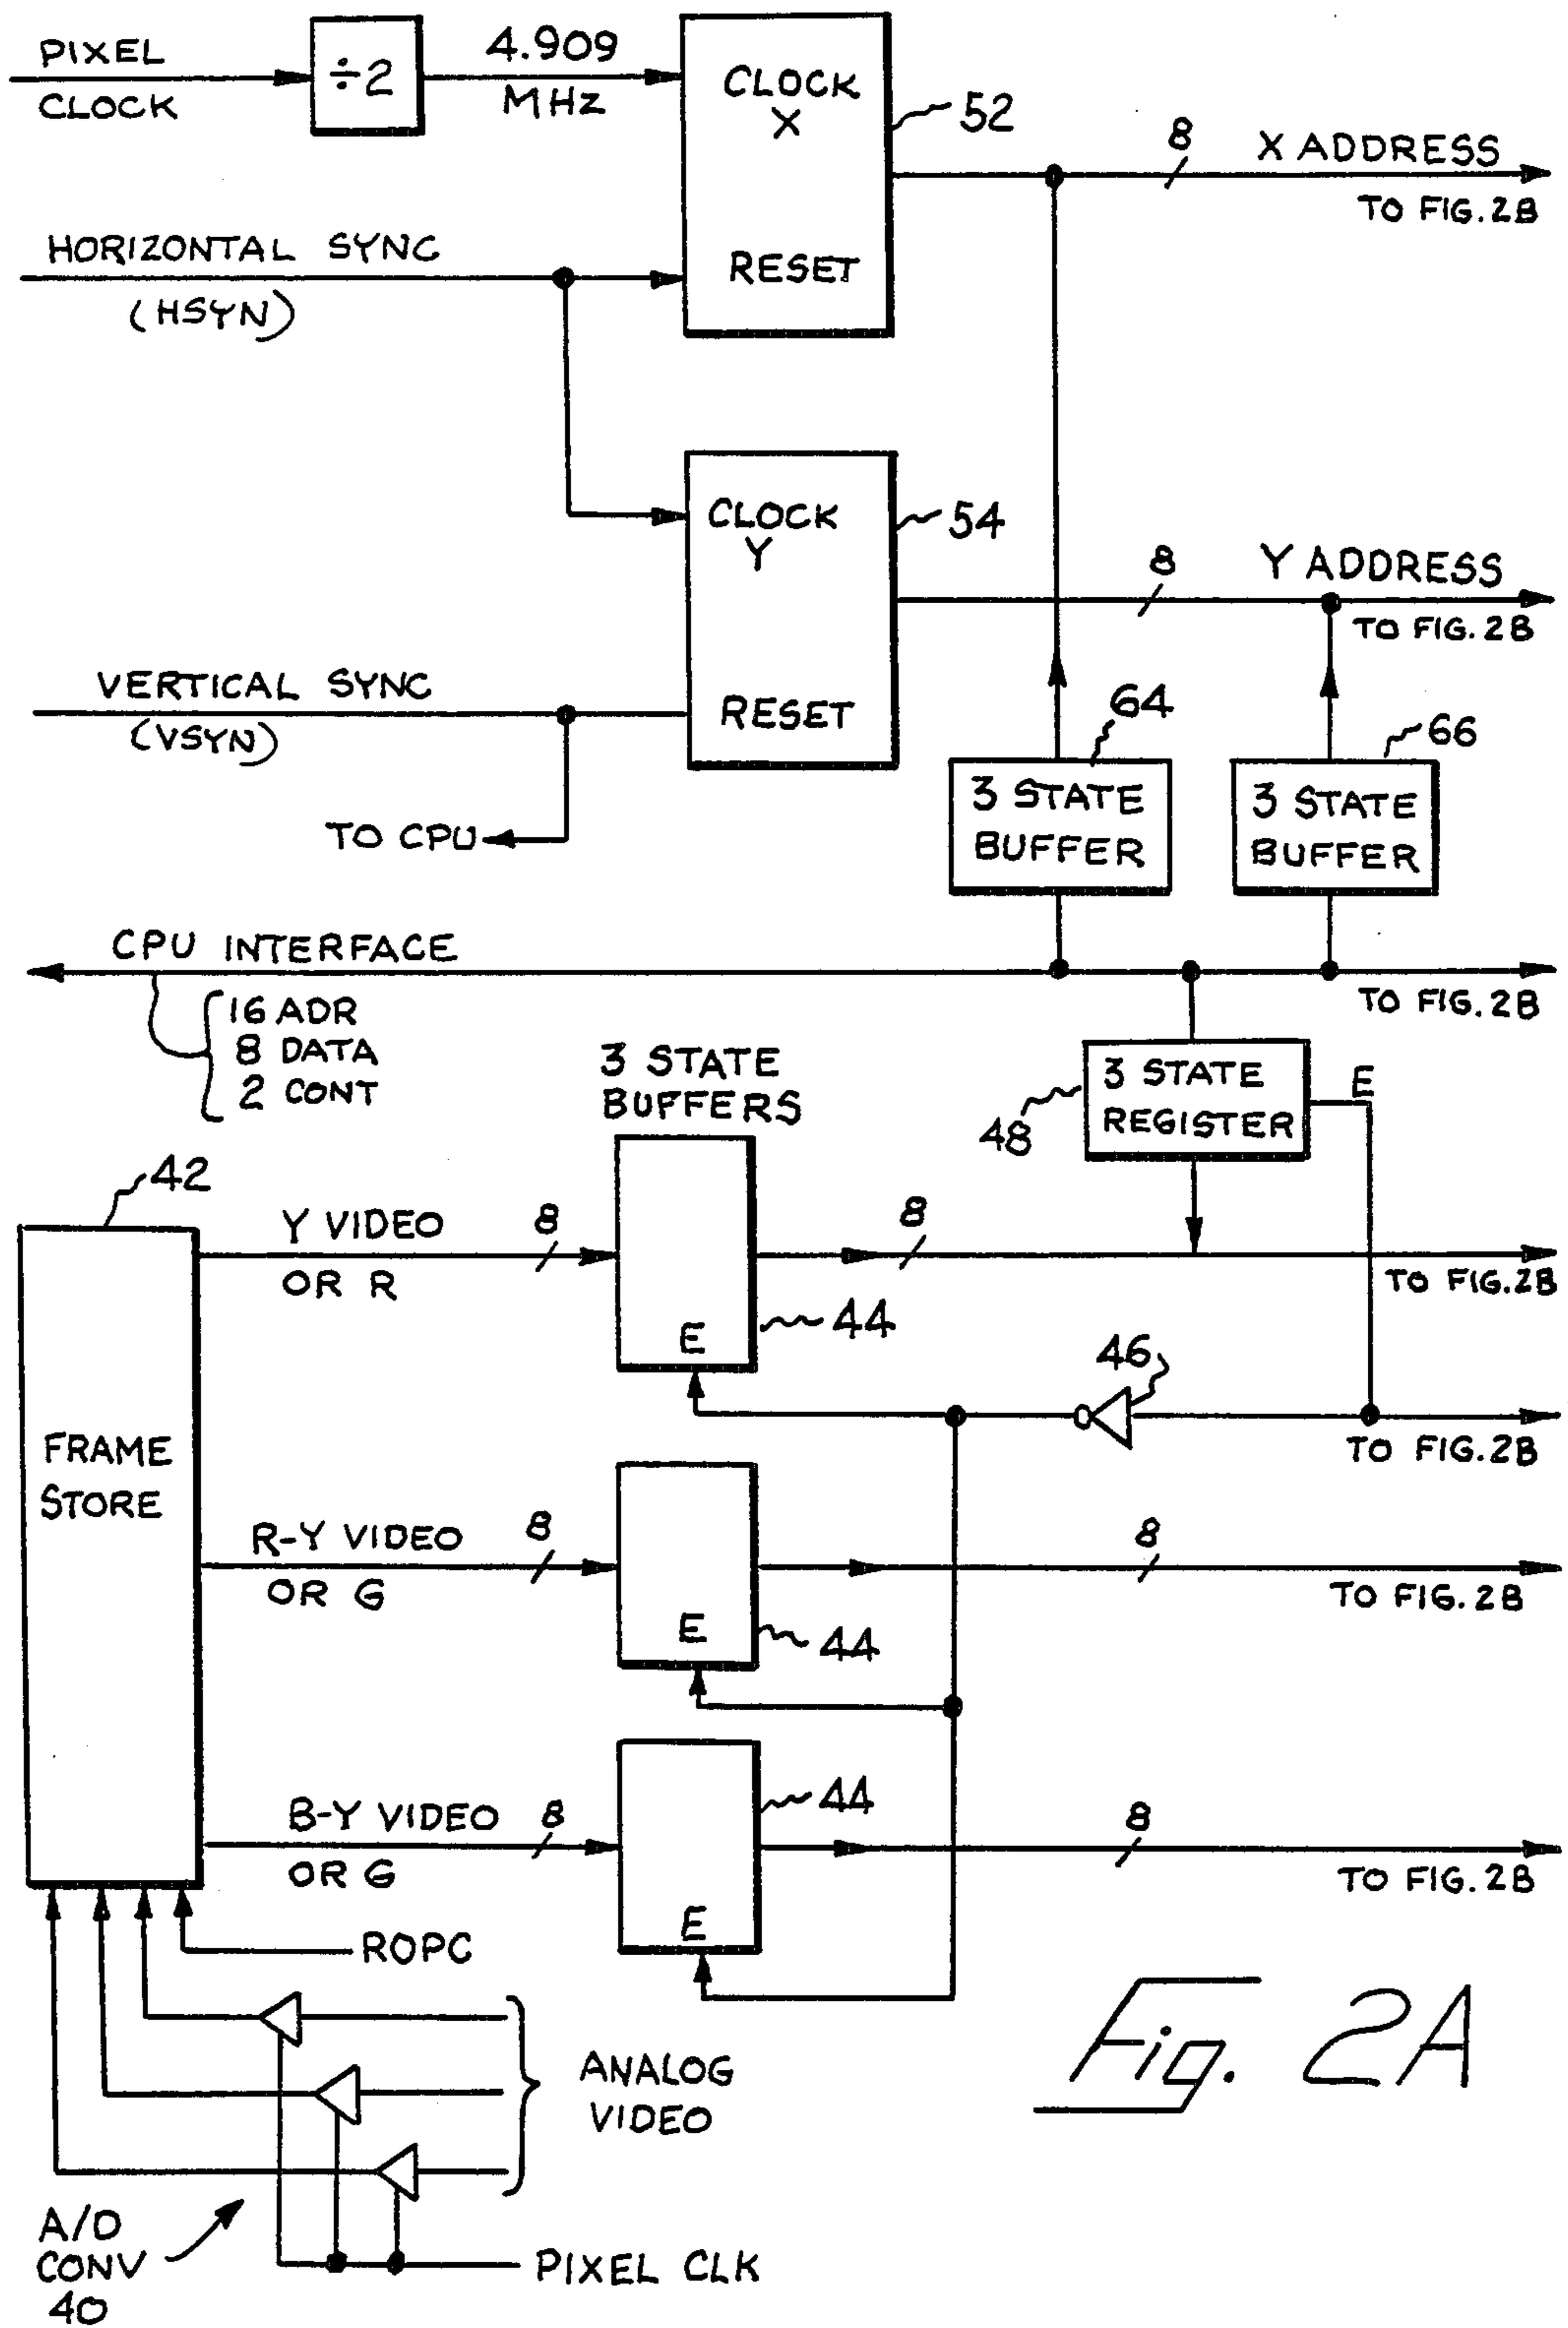 PIXEL
CLOCK
÷2
4.909
MHz
CLOCK
X
RESET
52
8
X ADDRESS
TO FIG. 2B
HORIZONTAL SYNC
(HSYN)
CLOCK
Y
RESET
54
8
Y ADDRESS
TO FIG. 2B
VERTICAL SYNC
(VSYN)
TO CPU
64
3 STATE
BUFFER
66
3 STATE
BUFFER
CPU INTERFACE
16 ADR
8 DATA
2 CONT
TO FIG. 2B
3 STATE
BUFFERS
48
3 STATE
REGISTER
E
42
FRAME
STORE
Y VIDEO
OR R
8
E
44
8
TO FIG. 2B
46
TO FIG. 2B
R-Y VIDEO
OR G
8
E
44
8
TO FIG. 2B
B-Y VIDEO
OR G
8
E
44
8
TO FIG. 2B
ROPC
ANALOG
VIDEO
A/D
CONV
40
PIXEL CLK
Fig. 2A